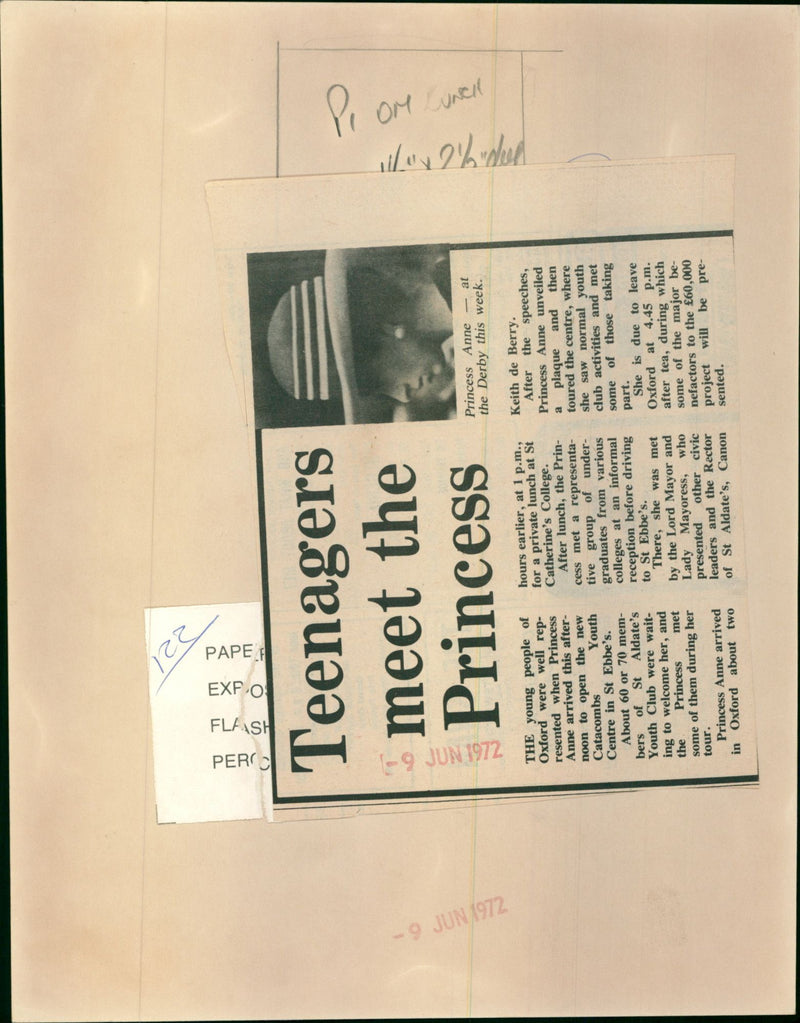 P1 OM LUNCH
PAPE
EXPOS
FLASH
PERC
122
Teenagers
meet the
Princess
-9 JUN 1972
Princess Anne — at
the Derby this week.
THE young people of
Oxford were well rep-
resented when Princess
Anne arrived this after-
noon to open the new
Catacombs Youth
Centre in St Ebbe's.
About 60 or 70 mem-
bers of St Aldate's
Youth Club were wait-
ing to welcome her, and
the Princess met
some of them during her
tour.
Princess Anne arrived
in Oxford about two
hours earlier, at 1 p.m.,
for a private lunch at St
Catherine's College.
After lunch, the Prin-
cess met a representa-
tive group of under-
graduates from various
colleges at an informal
reception before driving
to St Ebbe's.
There, she was met
by the Lord Mayor and
Lady Mayoress, who
presented other civic
leaders and the Rector
of St Aldate's, Canon
Keith de Berry.
After the speeches,
Princess Anne unveiled
a plaque and then
toured the centre, where
she saw normal youth
club activities and met
some of those taking
part.
She is due to leave
Oxford at 4.45 p.m.
after tea, during which
some of the major be-
nefactors to the £60,000
project will be pre-
sented.
-9 JUN 1972